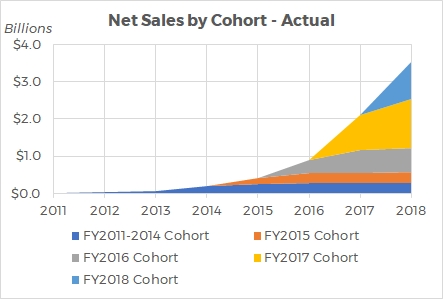 Net Sales by Cohort - Actual
Billions
$4.0
$3.0
$2.0
$1.0
$0.0
2011 2012 2013 2014 2015 2016 2017 2018
FY2011-2014 Cohort FY2015 Cohort
FY2016 Cohort FY2017 Cohort
FY2018 Cohort